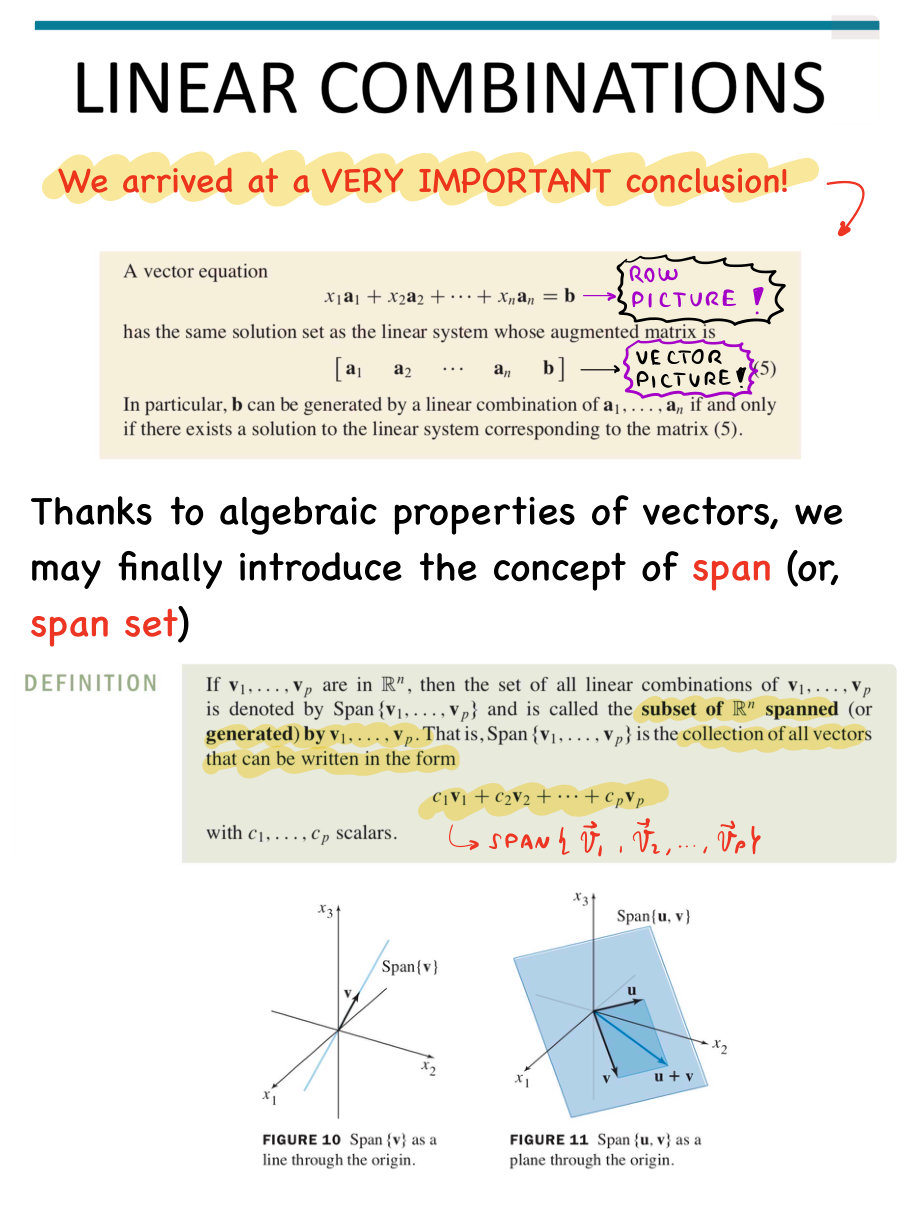 LINEAR COMBINATIONS
We arrived at a VERY IMPORTANT conclusion!
A vector equation
x₁a₁ + x₂a₂ + ··· + xₙaₙ = b
ROW
PICTURE !
has the same solution set as the linear system whose augmented matrix is
[ a₁ a₂ ··· aₙ b ] (5)
VECTOR
PICTURE!
In particular, b can be generated by a linear combination of a₁, . . . , aₙ if and only
if there exists a solution to the linear system corresponding to the matrix (5).
Thanks to algebraic properties of vectors, we
may finally introduce the concept of span (or,
span set)
DEFINITION
If v₁, . . . , vₚ are in ℝⁿ, then the set of all linear combinations of v₁, . . . , vₚ
is denoted by Span {v₁, . . . , vₚ} and is called the subset of ℝⁿ spanned (or
generated) by v₁, . . . , vₚ. That is, Span {v₁, . . . , vₚ} is the collection of all vectors
that can be written in the form
c₁v₁ + c₂v₂ + ··· + cₚvₚ
with c₁, . . . , cₚ scalars.
↳ SPAN { v⃗₁ , v⃗₂ , ... , v⃗ₚ }
x₃
Span{v}
v
x₂
x₁
FIGURE 10 Span {v} as a
line through the origin.
x₃
Span{u, v}
u
x₂
x₁
v
u + v
FIGURE 11 Span {u, v} as a
plane through the origin.